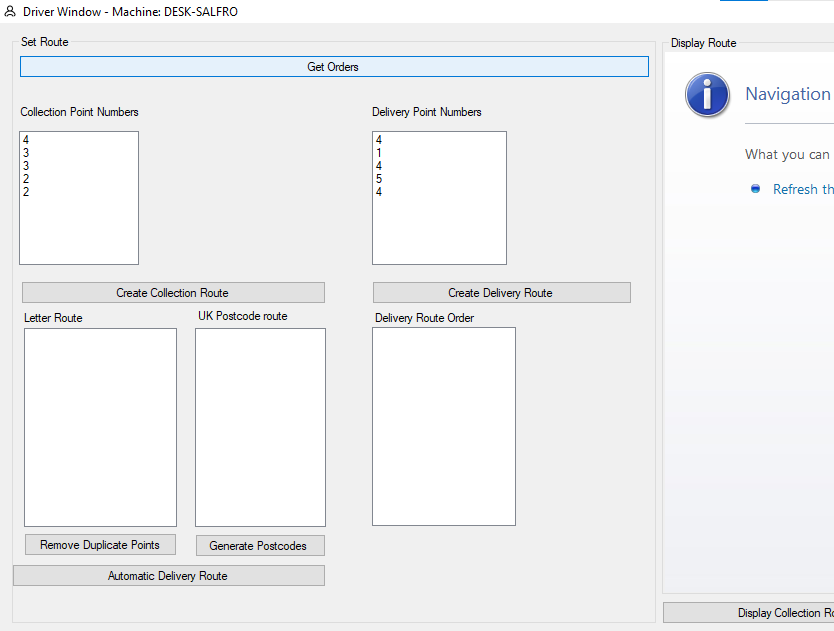 Driver Window - Machine: DESK-SALFRO
Set Route
Get Orders
Collection Point Numbers
4
3
3
2
2
Delivery Point Numbers
4
1
4
5
4
Create Collection Route
Create Delivery Route
Letter Route
UK Postcode route
Delivery Route Order
Remove Duplicate Points
Generate Postcodes
Automatic Delivery Route
Display Route
Navigation
What you can
Refresh th
Display Collection Ro